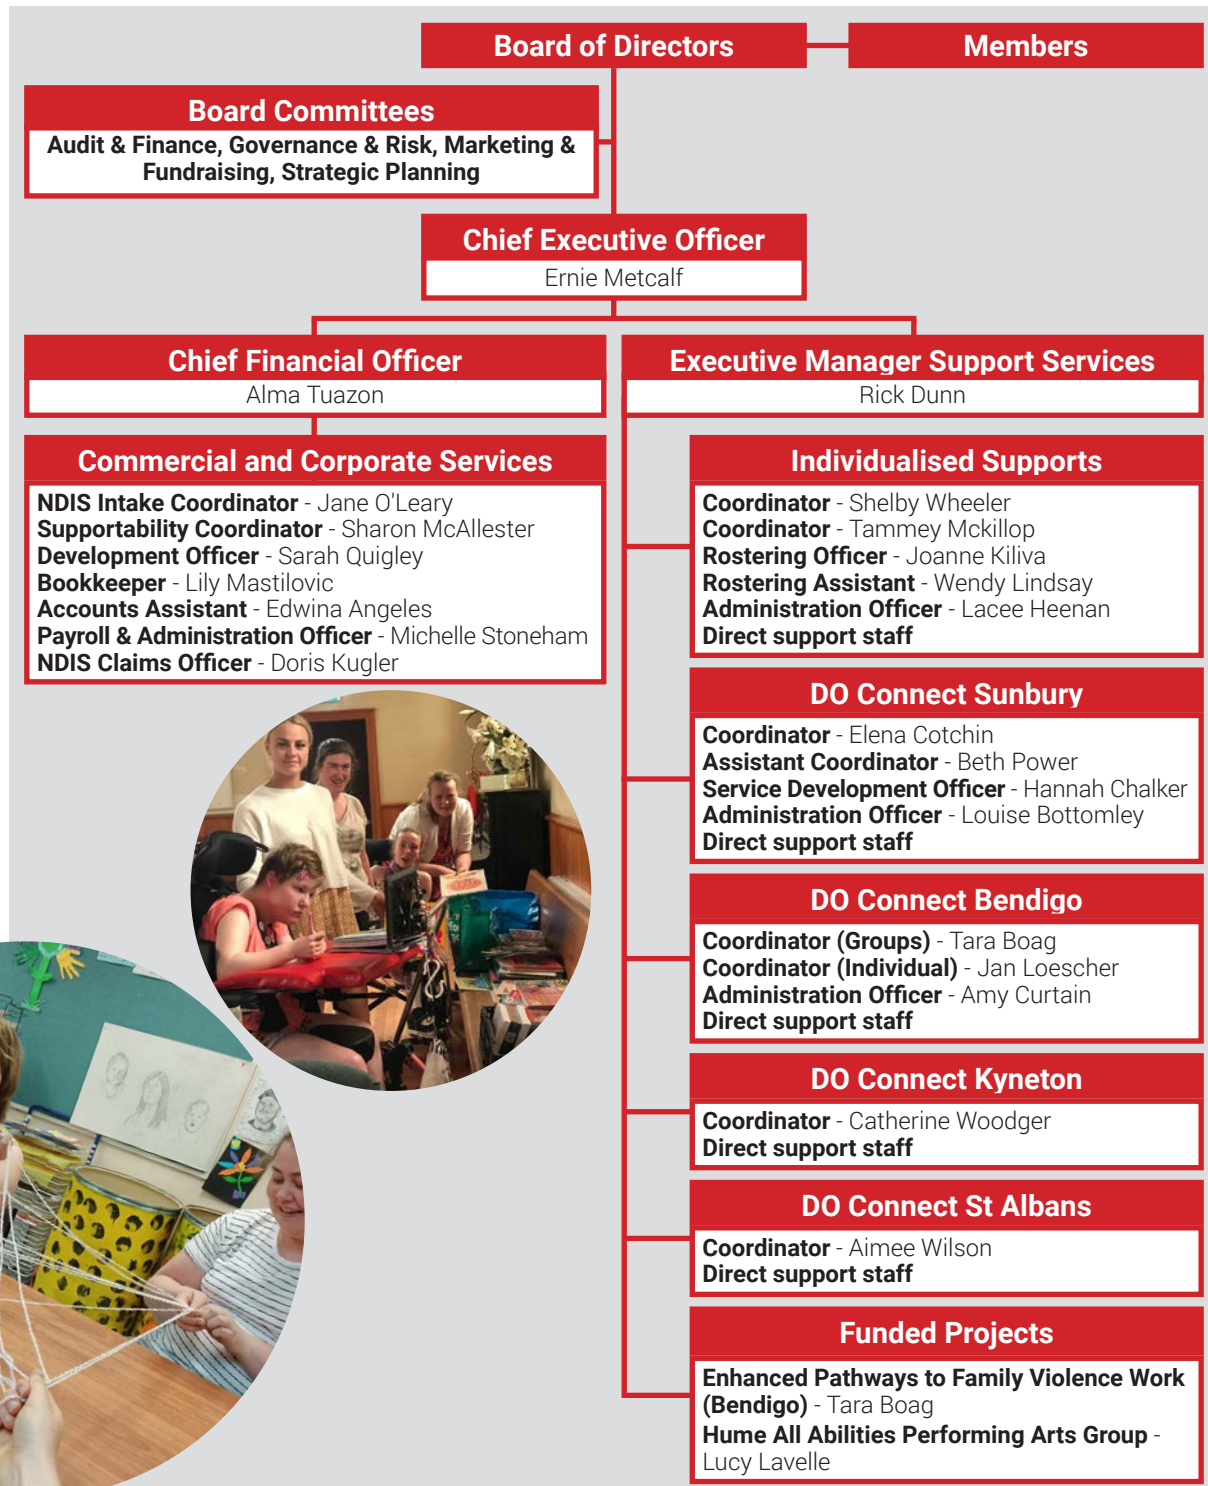 Board of Directors
Members
Board Committees
Audit & Finance, Governance & Risk, Marketing &
Fundraising, Strategic Planning
Chief Executive Officer
Ernie Metcalf
Chief Financial Officer
Alma Tuazon
Executive Manager Support Services
Rick Dunn
Commercial and Corporate Services
NDIS Intake Coordinator - Jane O'Leary
Supportability Coordinator - Sharon McAllester
Development Officer - Sarah Quigley
Bookkeeper - Lily Mastilovic
Accounts Assistant - Edwina Angeles
Payroll & Administration Officer - Michelle Stoneham
NDIS Claims Officer - Doris Kugler
Individualised Supports
Coordinator - Shelby Wheeler
Coordinator - Tammey Mckillop
Rostering Officer - Joanne Kiliva
Rostering Assistant - Wendy Lindsay
Administration Officer - Lacee Heenan
Direct support staff
DO Connect Sunbury
Coordinator - Elena Cotchin
Assistant Coordinator - Beth Power
Service Development Officer - Hannah Chalker
Administration Officer - Louise Bottomley
Direct support staff
DO Connect Bendigo
Coordinator (Groups) - Tara Boag
Coordinator (Individual) - Jan Loescher
Administration Officer - Amy Curtain
Direct support staff
DO Connect Kyneton
Coordinator - Catherine Woodger
Direct support staff
DO Connect St Albans
Coordinator - Aimee Wilson
Direct support staff
Funded Projects
Enhanced Pathways to Family Violence Work
(Bendigo) - Tara Boag
Hume All Abilities Performing Arts Group -
Lucy Lavelle